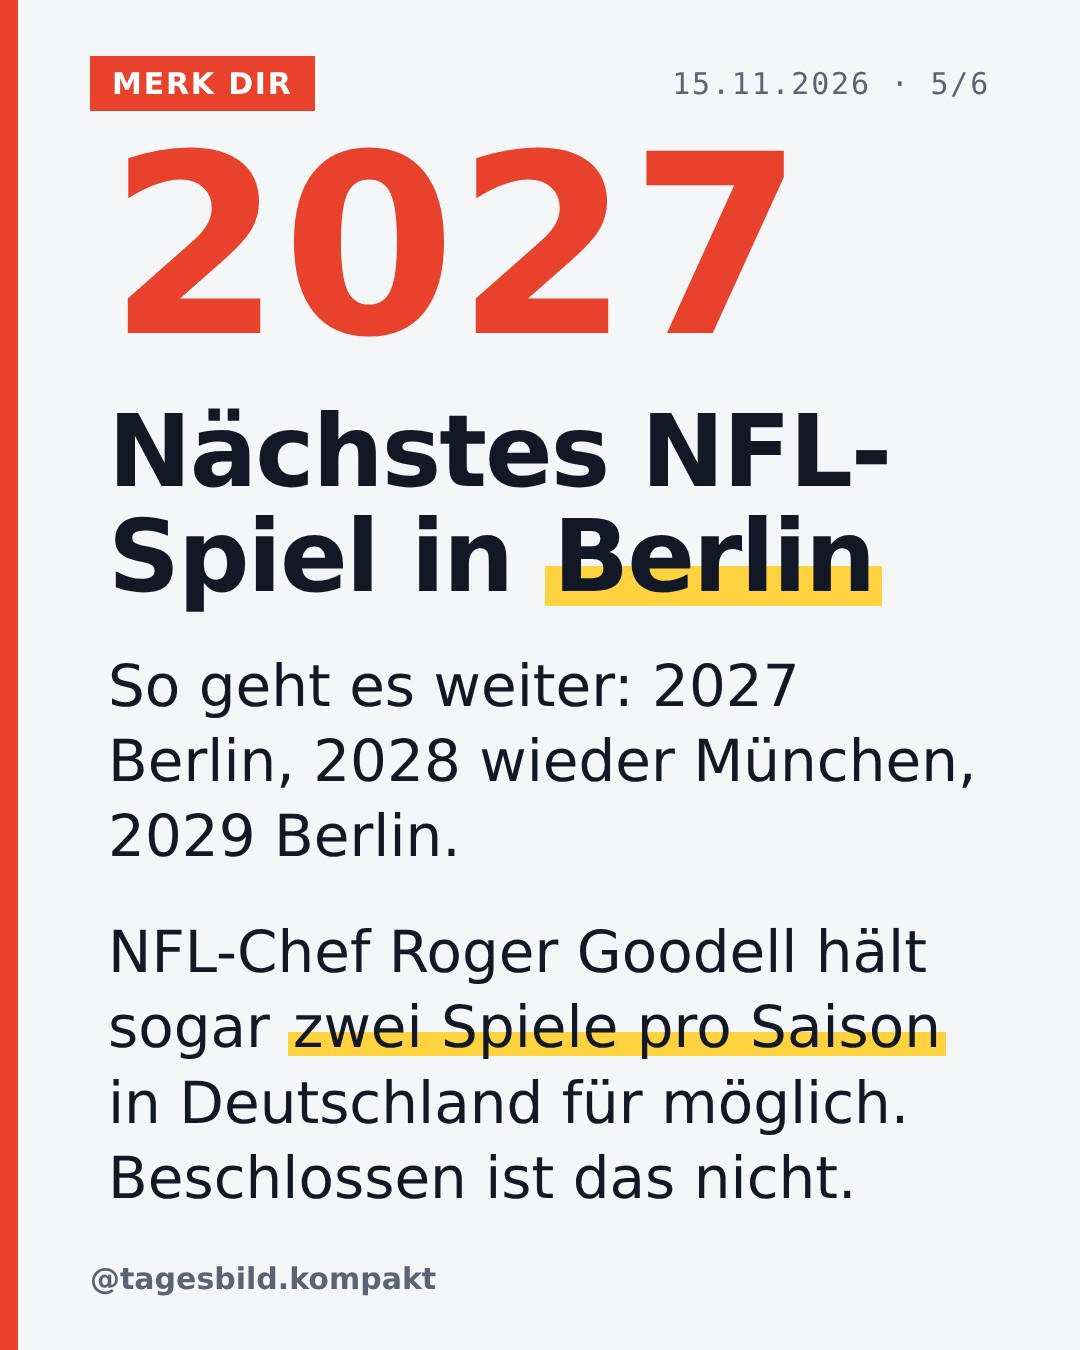 MERK DIR
15.11.2026 · 5/6
2027
Nächstes NFL-
Spiel in Berlin
So geht es weiter: 2027
Berlin, 2028 wieder München,
2029 Berlin.
NFL-Chef Roger Goodell hält
sogar zwei Spiele pro Saison
in Deutschland für möglich.
Beschlossen ist das nicht.
@tagesbild.kompakt